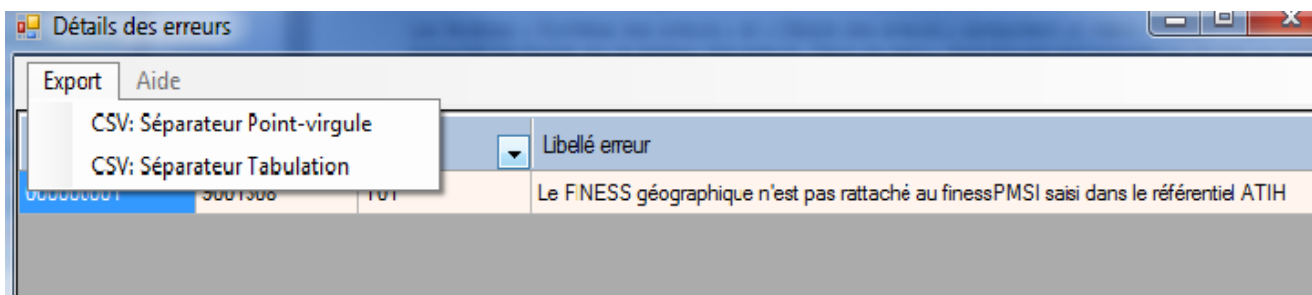 Détails des erreurs
Export Aide
CSV: Séparateur Point-virgule
CSV: Séparateur Tabulation
Libellé erreur
Le FINESS géographique n'est pas rattaché au finessPMSI saisi dans le référentiel ATIH